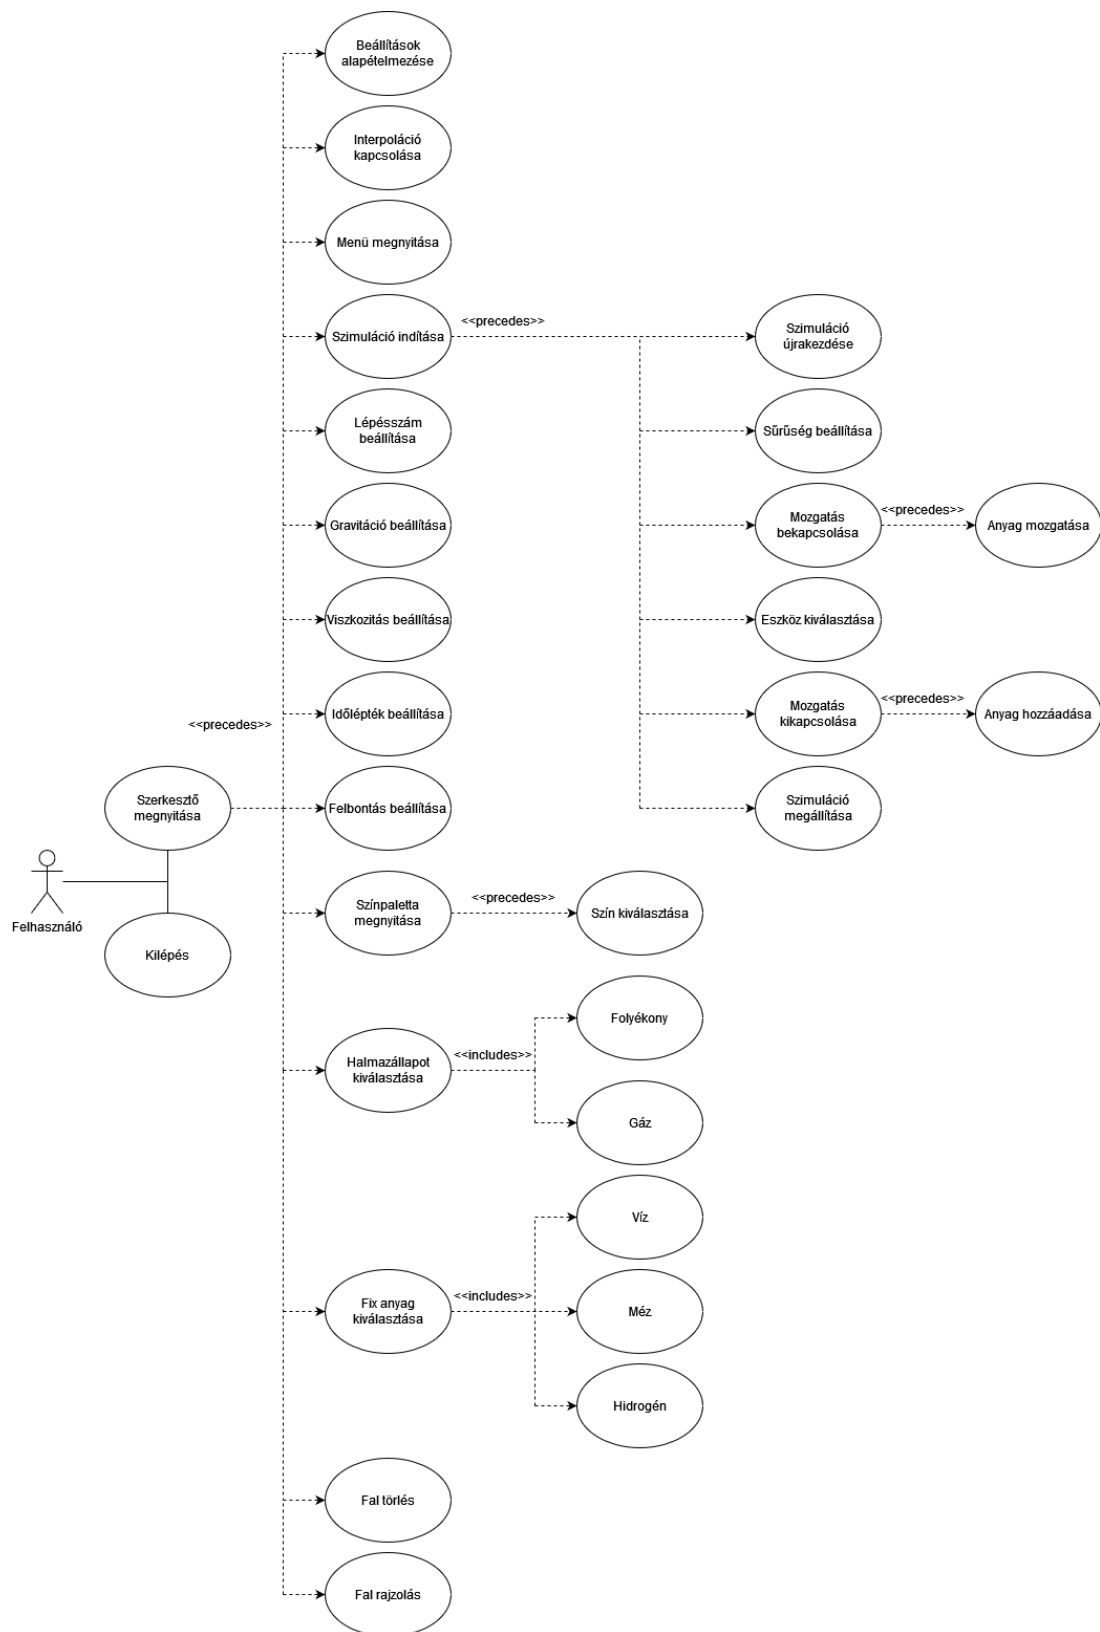 Beállítások
alapételmezése
Interpoláció
kapcsolása
Menü megnyitása
Szimuláció indítása
<<precedes>>
Szimuláció
újrakezdése
Lépésszám
beállítása
Sűrűség beállítása
Gravitáció beállítása
Mozgatás
bekapcsolása
<<precedes>>
Anyag mozgatása
Viszkozitás beállítása
Eszköz kiválasztása
<<precedes>>
Időlépték beállítása
Mozgatás
kikapcsolása
<<precedes>>
Anyag hozzáadása
Szerkesztő
megnyitása
Felbontás beállítása
Szimuláció
megállítása
Felhasználó
Kilépés
Színpaletta
megnyitása
<<precedes>>
Szín kiválasztása
Halmazállapot
kiválasztása
<<includes>>
Folyékony
Gáz
Fix anyag
kiválasztása
<<includes>>
Víz
Méz
Hidrogén
Fal törlés
Fal rajzolás